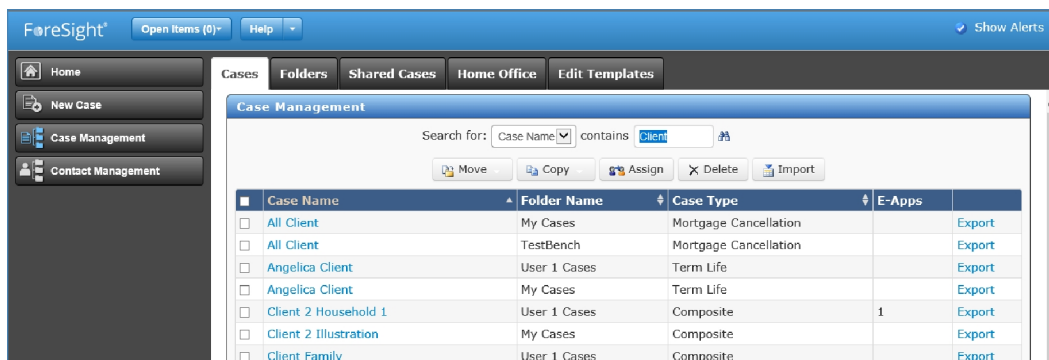 ForeSight® Open Items (0) Help Show Alerts
Home
New Case
Case Management
Contact Management
Cases Folders Shared Cases Home Office Edit Templates
Case Management
Search for: Case Name contains Client
Move Copy Assign Delete Import
Case Name Folder Name Case Type E-Apps
All Client My Cases Mortgage Cancellation Export
All Client TestBench Mortgage Cancellation Export
Angelica Client User 1 Cases Term Life Export
Angelica Client My Cases Term Life Export
Client 2 Household 1 User 1 Cases Composite 1 Export
Client 2 Illustration My Cases Composite Export
Client Family User 1 Cases Composite Export